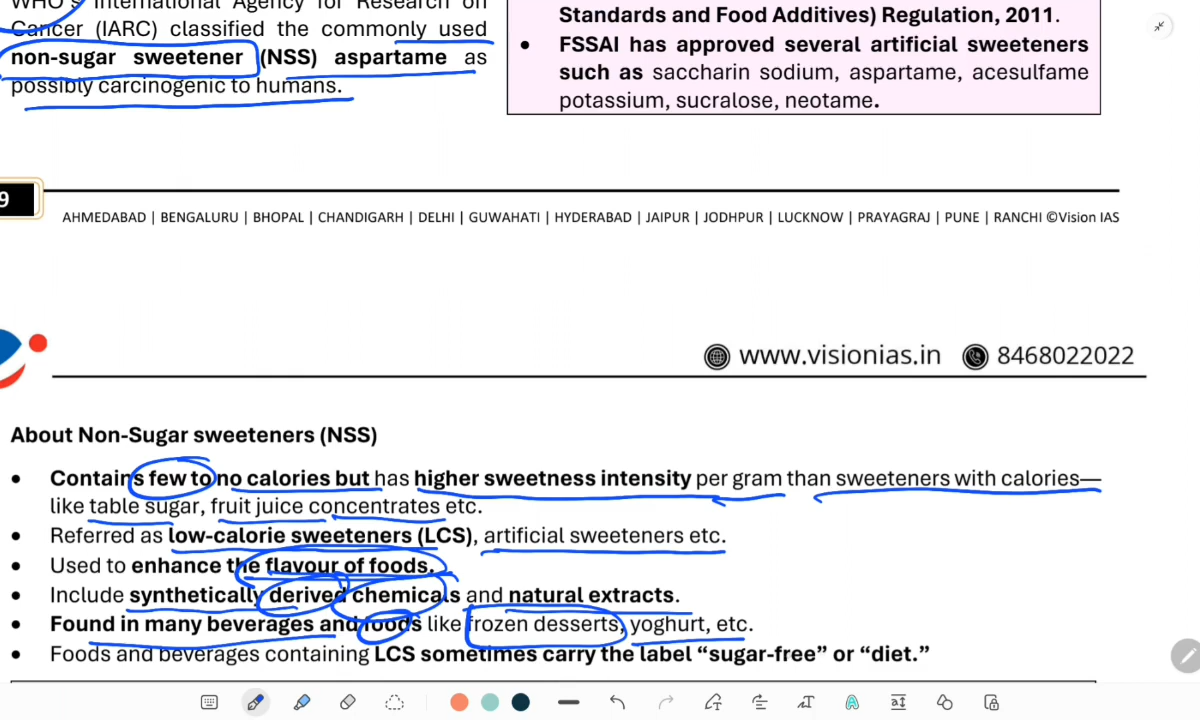 WHO's International Agency for Research on
Cancer (IARC) classified the commonly used
non-sugar sweetener (NSS) aspartame as
possibly carcinogenic to humans.
Standards and Food Additives) Regulation, 2011.
• FSSAI has approved several artificial sweeteners
such as saccharin sodium, aspartame, acesulfame
potassium, sucralose, neotame.
9
AHMEDABAD | BENGALURU | BHOPAL | CHANDIGARH | DELHI | GUWAHATI | HYDERABAD | JAIPUR | JODHPUR | LUCKNOW | PRAYAGRAJ | PUNE | RANCHI ©Vision IAS
www.visionias.in 8468022022
About Non-Sugar sweeteners (NSS)
• Contains few to no calories but has higher sweetness intensity per gram than sweeteners with calories—
like table sugar, fruit juice concentrates etc.
• Referred as low-calorie sweeteners (LCS), artificial sweeteners etc.
• Used to enhance the flavour of foods.
• Include synthetically derived chemicals and natural extracts.
• Found in many beverages and foods like frozen desserts, yoghurt, etc.
• Foods and beverages containing LCS sometimes carry the label “sugar-free” or “diet.”